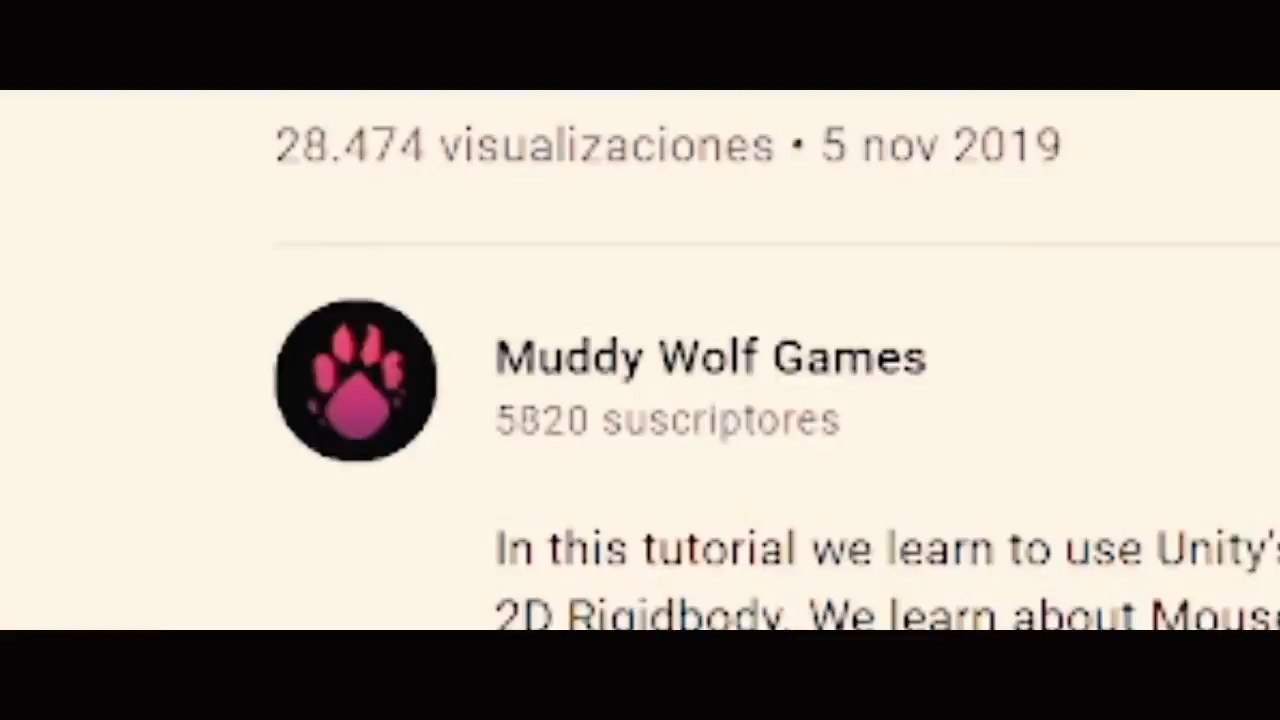 28.474 visualizaciones • 5 nov 2019
Muddy Wolf Games
5820 suscriptores
In this tutorial we learn to use Unity's
2D Rigidbody. We learn about Mouse